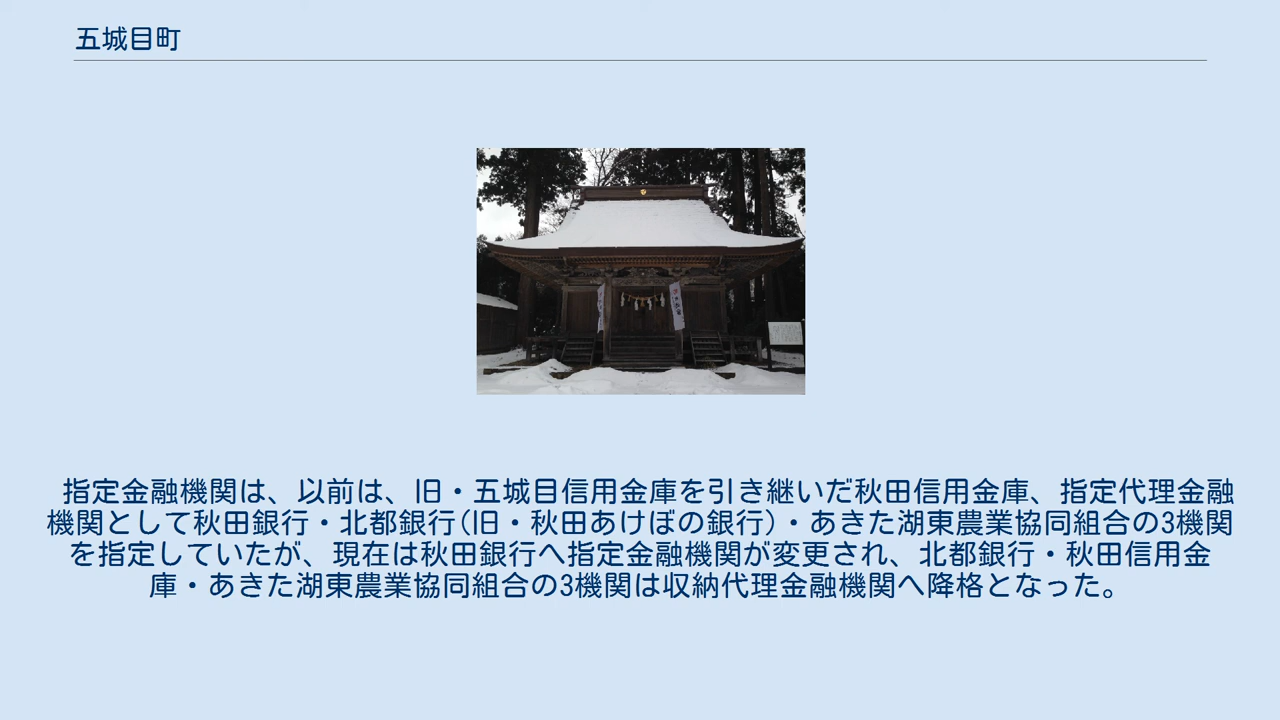 五城目町
指定金融機関は、以前は、旧・五城目信用金庫を引き継いだ秋田信用金庫、指定代理金融
機関として秋田銀行・北都銀行(旧・秋田あけぼの銀行)・あきた湖東農業協同組合の3機関
を指定していたが、現在は秋田銀行へ指定金融機関が変更され、北都銀行・秋田信用金
庫・あきた湖東農業協同組合の3機関は収納代理金融機関へ降格となった。